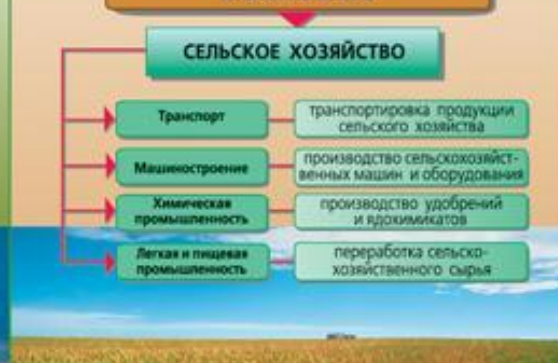 СЕЛЬСКОЕ ХОЗЯЙСТВО
Транспорт
транспортировка продукции
сельского хозяйства
Машиностроение
производство сельскохозяйст-
венных машин и оборудования
Химическая
промышленность
производство удобрений
и ядохимикатов
Легкая и пищевая
промышленность
переработка сельско-
хозяйственного сырья